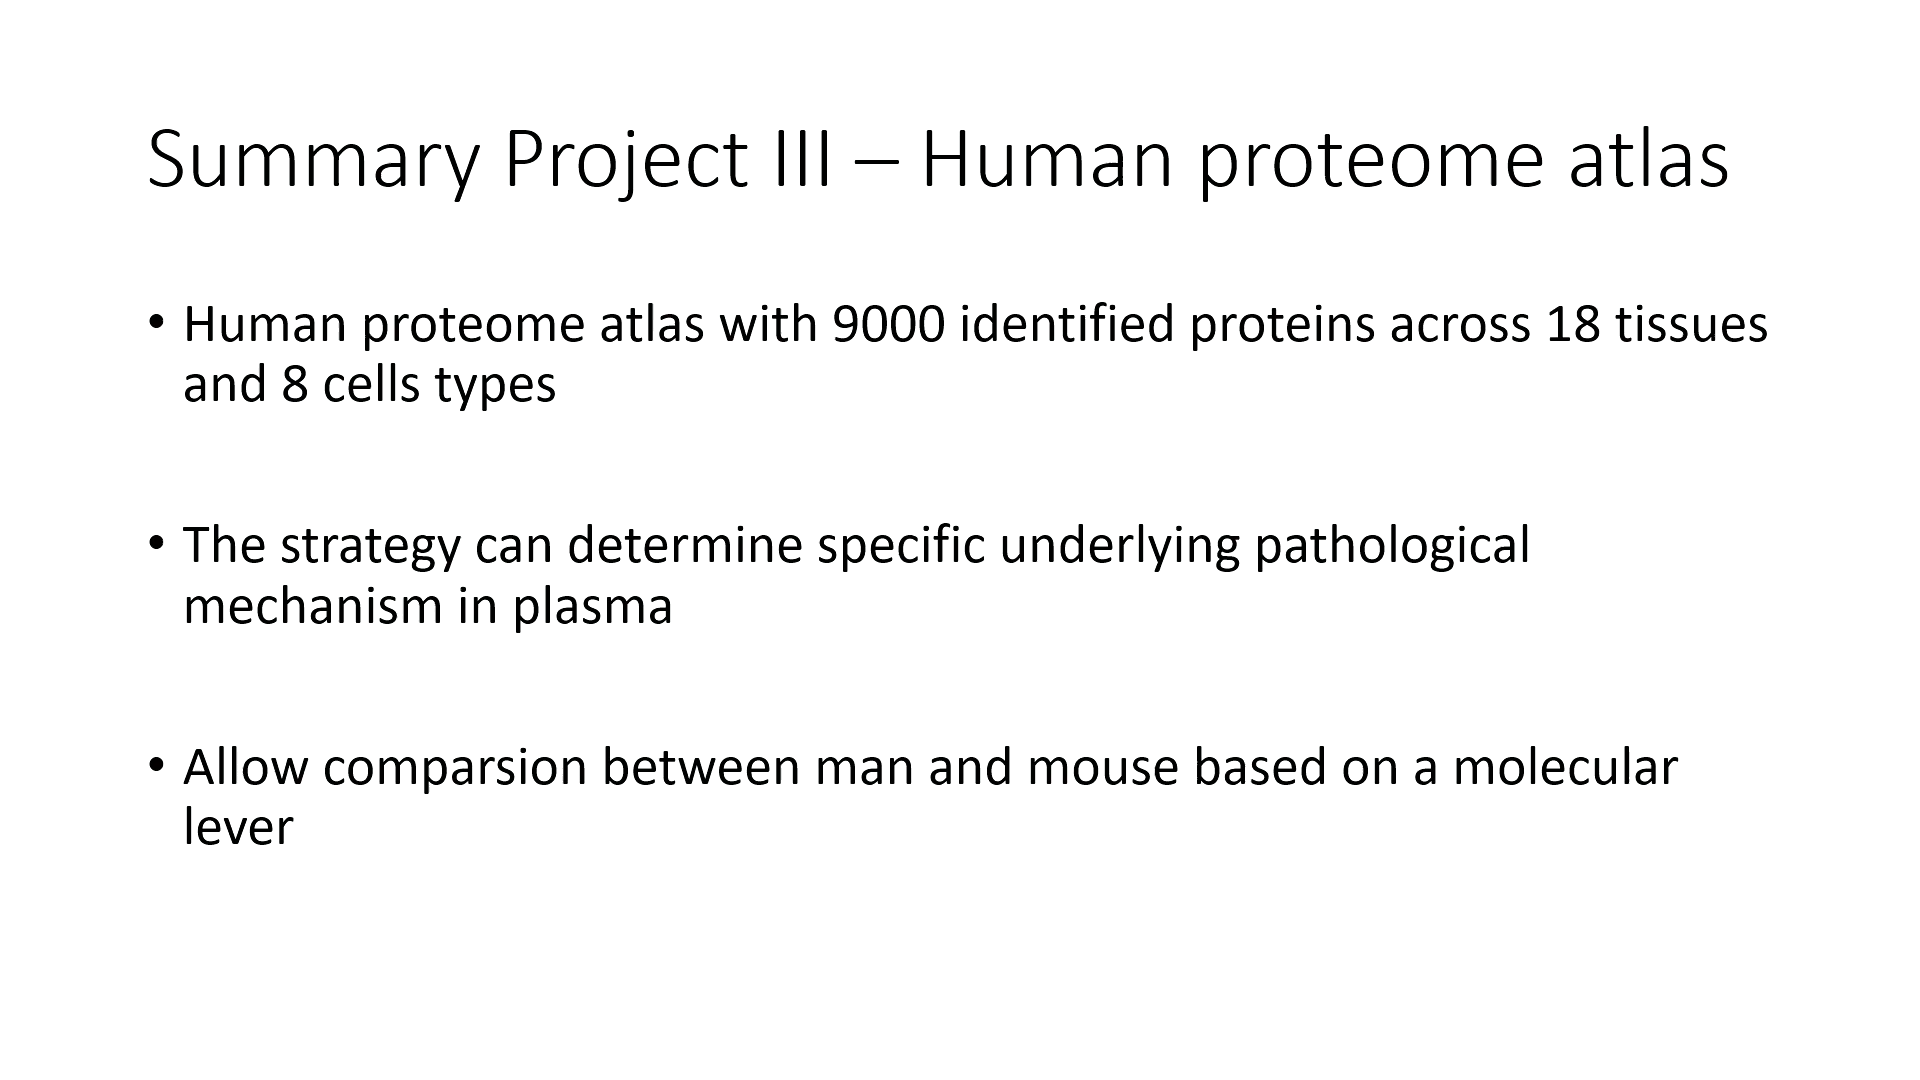 Summary Project III – Human proteome atlas
• Human proteome atlas with 9000 identified proteins across 18 tissues
and 8 cells types
• The strategy can determine specific underlying pathological
mechanism in plasma
• Allow comparsion between man and mouse based on a molecular
lever